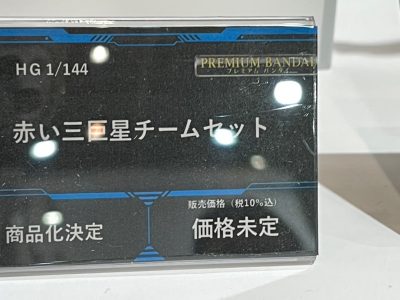 HG 1/144
PREMIUM BANDAI
プレミアム バンダイ
赤い三巨星チームセット
商品化決定
販売価格（税10%込）
価格未定